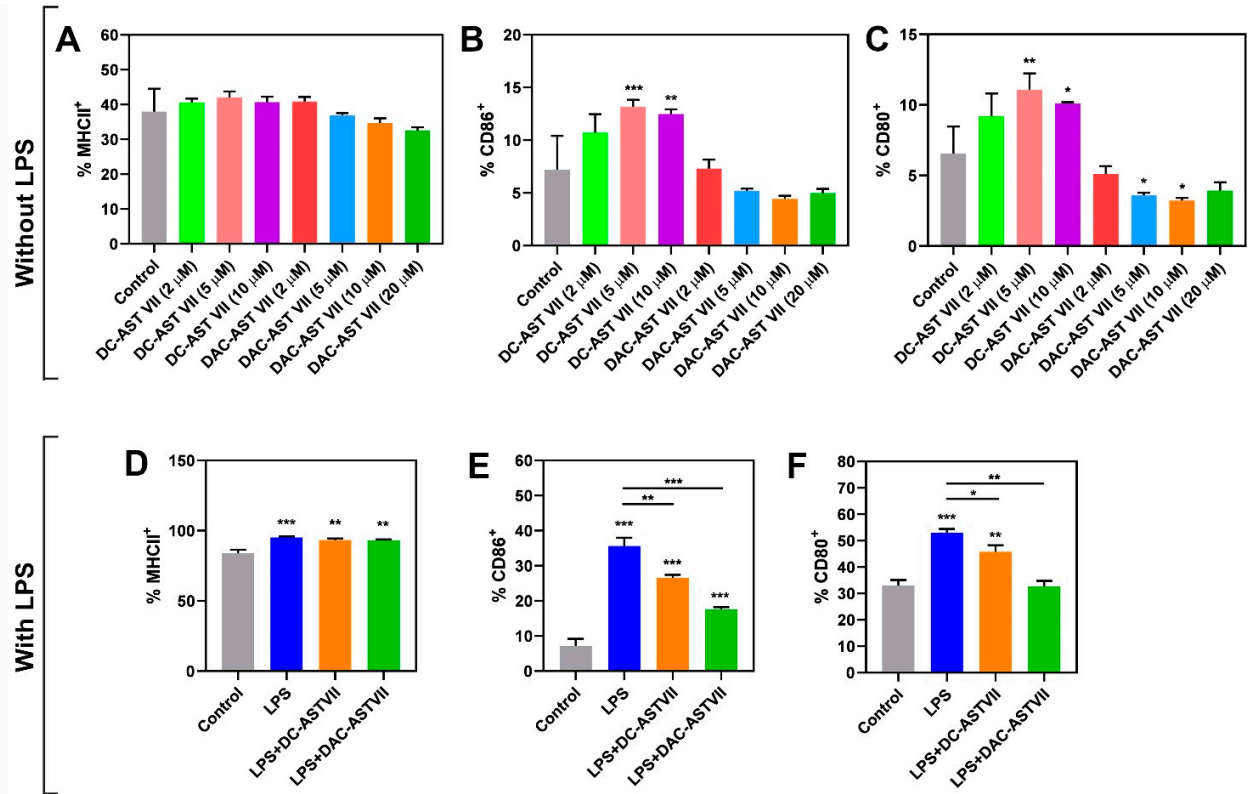 Without LPS
A
% MHCII+
60
50
40
30
20
10
0
Control
DC-AST VII (2 μM)
DC-AST VII (5 μM)
DC-AST VII (10 μM)
DAC-AST VII (2 μM)
DAC-AST VII (5 μM)
DAC-AST VII (10 μM)
DAC-AST VII (20 μM)
B
% CD86+
20
15
10
5
0
***
**
Control
DC-AST VII (2 μM)
DC-AST VII (5 μM)
DC-AST VII (10 μM)
DAC-AST VII (2 μM)
DAC-AST VII (5 μM)
DAC-AST VII (10 μM)
DAC-AST VII (20 μM)
C
% CD80+
15
10
5
0
**
*
*
*
Control
DC-AST VII (2 μM)
DC-AST VII (5 μM)
DC-AST VII (10 μM)
DAC-AST VII (2 μM)
DAC-AST VII (5 μM)
DAC-AST VII (10 μM)
DAC-AST VII (20 μM)
With LPS
D
% MHCII+
150
100
50
0
***
**
**
Control
LPS
LPS+DC-ASTVII
LPS+DAC-ASTVII
E
% CD86+
60
50
40
30
20
10
0
***
**
***
***
***
Control
LPS
LPS+DC-ASTVII
LPS+DAC-ASTVII
F
% CD80+
80
70
60
50
40
30
20
10
0
**
*
***
**
Control
LPS
LPS+DC-ASTVII
LPS+DAC-ASTVII